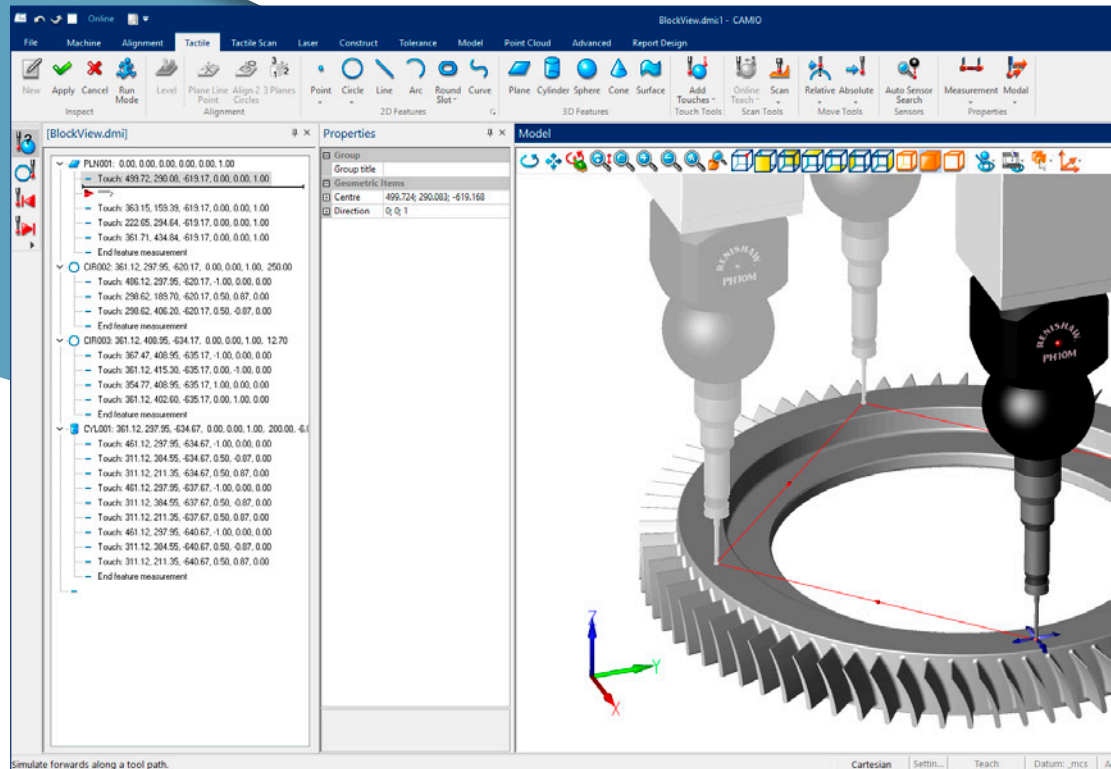 Online
BlockView.dmi:1 - CAMIO
File Machine Alignment Tactile Tactile Scan Laser Construct Tolerance Model Point Cloud Advanced Report Design
New Apply Cancel Run Mode Level Plane Line Point Align 2 Circles 3 Planes Point Circle Line Arc Round Slot Curve Plane Cylinder Sphere Cone Surface Add Touches Online Teach Scan Relative Absolute Auto Sensor Search Measurement Modal
Inspect Alignment 2D Features 3D Features Touch Tools Scan Tools Move Tools Sensors Properties
[BlockView.dmi]
PLN001: 0.00, 0.00, 0.00, 0.00, 0.00, 1.00
Touch: 499.72, 290.08, -619.17, 0.00, 0.00, 1.00
Touch: 363.15, 159.39, -619.17, 0.00, 0.00, 1.00
Touch: 222.65, 294.64, -619.17, 0.00, 0.00, 1.00
Touch: 361.71, 434.84, -619.17, 0.00, 0.00, 1.00
End feature measurement
CIR002: 361.12, 297.95, -620.17, 0.00, 0.00, 1.00, 250.00
Touch: 486.12, 297.95, -620.17, -1.00, 0.00, 0.00
Touch: 298.62, 189.70, -620.17, 0.50, 0.87, 0.00
Touch: 298.62, 406.20, -620.17, 0.50, -0.87, 0.00
End feature measurement
CIR003: 361.12, 408.95, -634.17, 0.00, 0.00, 1.00, 12.70
Touch: 367.47, 408.95, -635.17, -1.00, 0.00, 0.00
Touch: 361.12, 415.30, -635.17, 0.00, -1.00, 0.00
Touch: 354.77, 408.95, -635.17, 1.00, 0.00, 0.00
Touch: 361.12, 402.60, -635.17, 0.00, 1.00, 0.00
End feature measurement
CYL001: 361.12, 297.95, -634.67, 0.00, 0.00, 1.00, 200.00, -6.0
Touch: 461.12, 297.95, -634.67, -1.00, 0.00, 0.00
Touch: 311.12, 384.55, -634.67, 0.50, -0.87, 0.00
Touch: 311.12, 211.35, -634.67, 0.50, 0.87, 0.00
Touch: 461.12, 297.95, -637.67, -1.00, 0.00, 0.00
Touch: 311.12, 384.55, -637.67, 0.50, -0.87, 0.00
Touch: 311.12, 211.35, -637.67, 0.50, 0.87, 0.00
Touch: 461.12, 297.95, -640.67, -1.00, 0.00, 0.00
Touch: 311.12, 384.55, -640.67, 0.50, -0.87, 0.00
Touch: 311.12, 211.35, -640.67, 0.50, 0.87, 0.00
End feature measurement
Properties
Group
Group title
Geometric Items
Centre 499.724; 290.083; -619.168
Direction 0; 0; 1
Model
RENISHAW
PH10M
RENISHAW
PH10M
Z
Y
X
Simulate forwards along a tool path.
Cartesian Settin... Teach Datum: _mcs